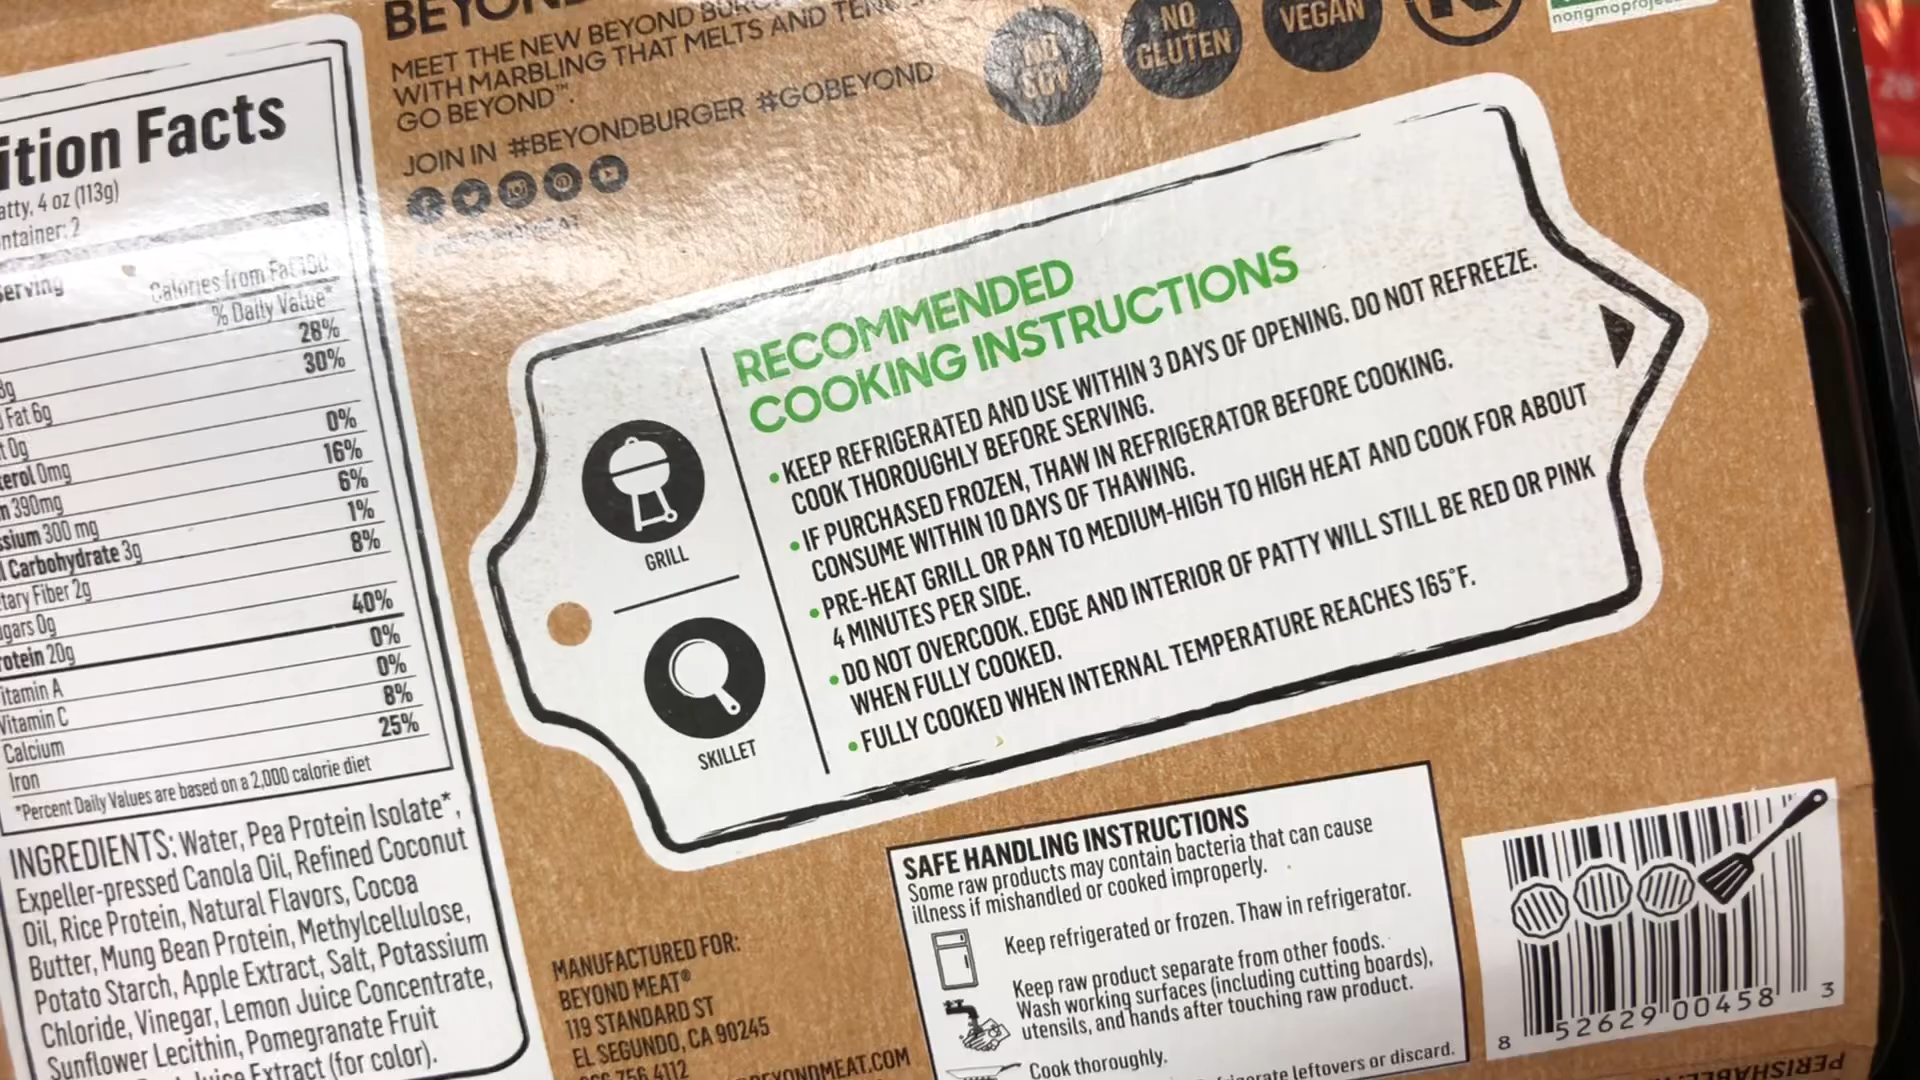 BEYOND
MEET THE NEW BEYOND
WITH MARBLING THAT MELTS AND
GO BEYOND™.
JOIN IN #BEYONDBURGER #GOBEYOND
NO
SOY
NO
GLUTEN
VEGAN
ition Facts
atty, 4 oz (113g)
ntainer: 2
erving
Calories from Fat
% Daily Value*
28%
8g 30%
Fat 6g
t 0g 0%
terol 0mg 16%
m 390mg 6%
ssium 300 mg 1%
l Carbohydrate 3g 8%
tary Fiber 2g
gars 0g 40%
rotein 20g 0%
itamin A 0%
Vitamin C 8%
Calcium 25%
Iron
*Percent Daily Values are based on a 2,000 calorie diet
INGREDIENTS: Water, Pea Protein Isolate*,
Expeller-pressed Canola Oil, Refined Coconut
Oil, Rice Protein, Natural Flavors, Cocoa
Butter, Mung Bean Protein, Methylcellulose,
Potato Starch, Apple Extract, Salt, Potassium
Chloride, Vinegar, Lemon Juice Concentrate,
Sunflower Lecithin, Pomegranate Fruit
Extract (for color).
GRILL
SKILLET
RECOMMENDED
COOKING INSTRUCTIONS
• KEEP REFRIGERATED AND USE WITHIN 3 DAYS OF OPENING. DO NOT REFREEZE.
COOK THOROUGHLY BEFORE SERVING.
• IF PURCHASED FROZEN, THAW IN REFRIGERATOR BEFORE COOKING.
CONSUME WITHIN 10 DAYS OF THAWING.
• PRE-HEAT GRILL OR PAN TO MEDIUM-HIGH TO HIGH HEAT AND COOK FOR ABOUT
4 MINUTES PER SIDE.
• DO NOT OVERCOOK. EDGE AND INTERIOR OF PATTY WILL STILL BE RED OR PINK
WHEN FULLY COOKED.
• FULLY COOKED WHEN INTERNAL TEMPERATURE REACHES 165°F.
MANUFACTURED FOR:
BEYOND MEAT®
119 STANDARD ST
EL SEGUNDO, CA 90245
756 4112
BEYONDMEAT.COM
SAFE HANDLING INSTRUCTIONS
Some raw products may contain bacteria that can cause
illness if mishandled or cooked improperly.
Keep refrigerated or frozen. Thaw in refrigerator.
Keep raw product separate from other foods.
Wash working surfaces (including cutting boards),
utensils, and hands after touching raw product.
Cook thoroughly.
leftovers or discard.
8 52629 00458 3